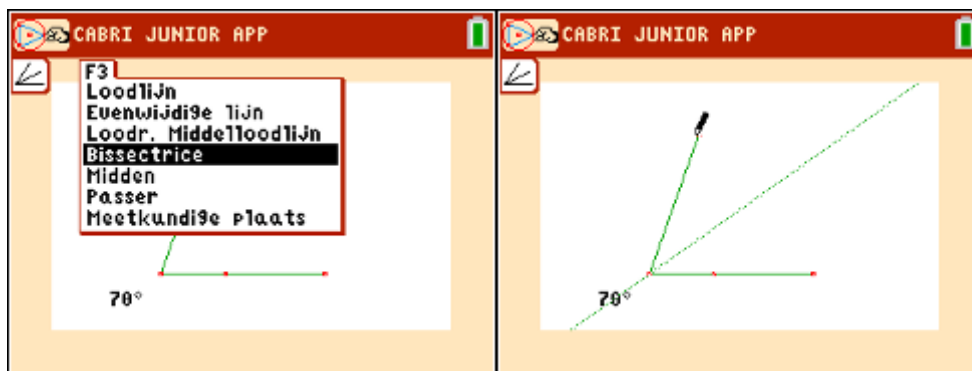 CABRI JUNIOR APP
F3
Loodlijn
Evenwijdige lijn
Loodr. Middelloodlijn
Bissectrice
Midden
Passer
Meetkundige plaats
70°
CABRI JUNIOR APP
70°